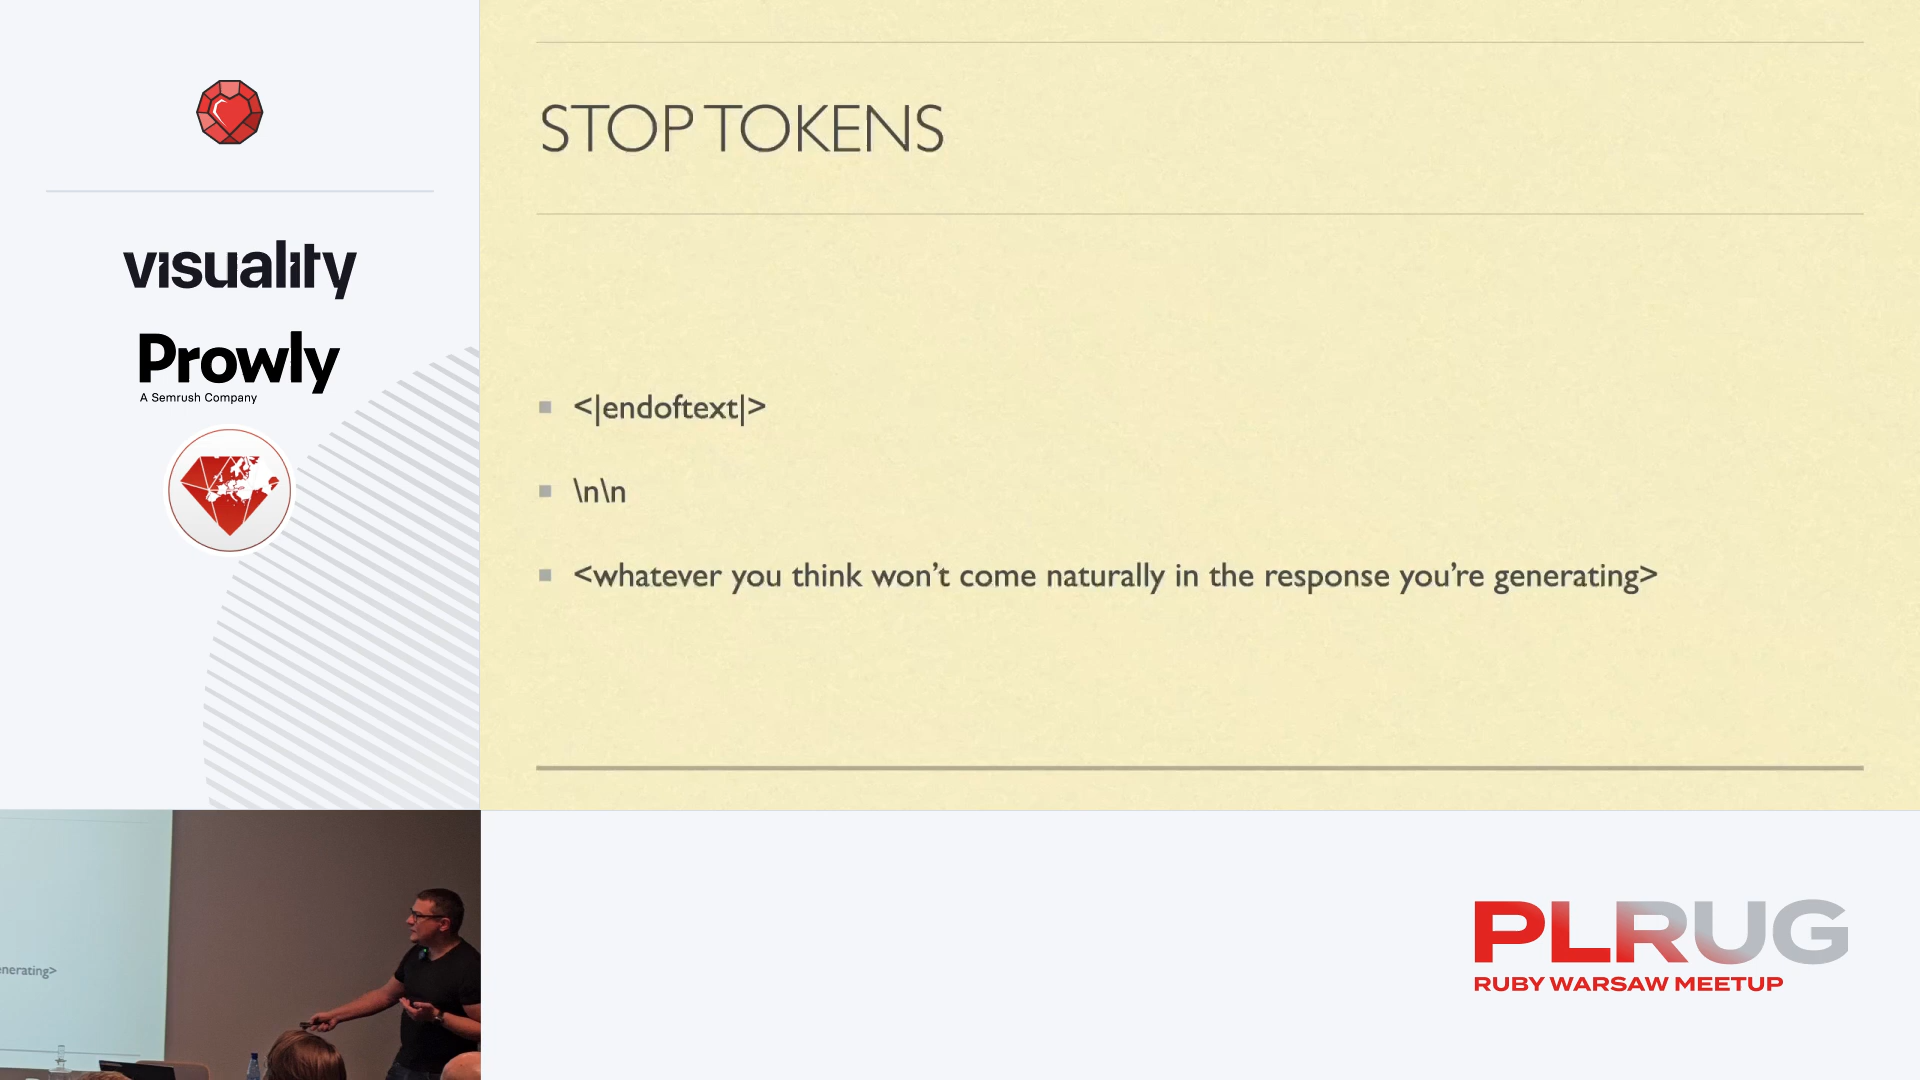 STOP TOKENS
<|endoftext|>
\n\n
<whatever you think won’t come naturally in the response you’re generating>
visuality
Prowly
A Semrush Company
enerating>
PLRUG
RUBY WARSAW MEETUP